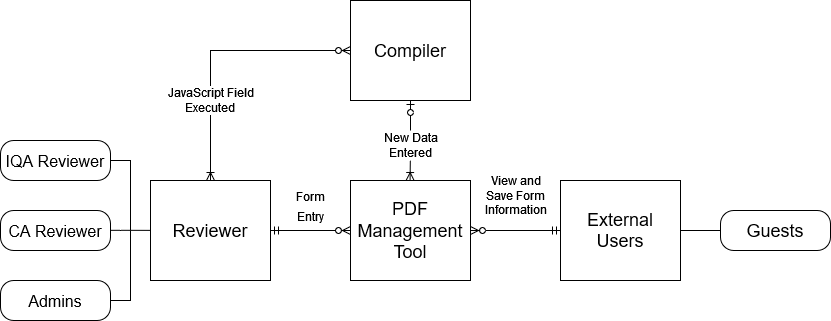 Compiler
JavaScript Field
Executed
New Data
Entered
IQA Reviewer
CA Reviewer
Admins
Reviewer
Form
Entry
PDF
Management
Tool
View and
Save Form
Information
External
Users
Guests